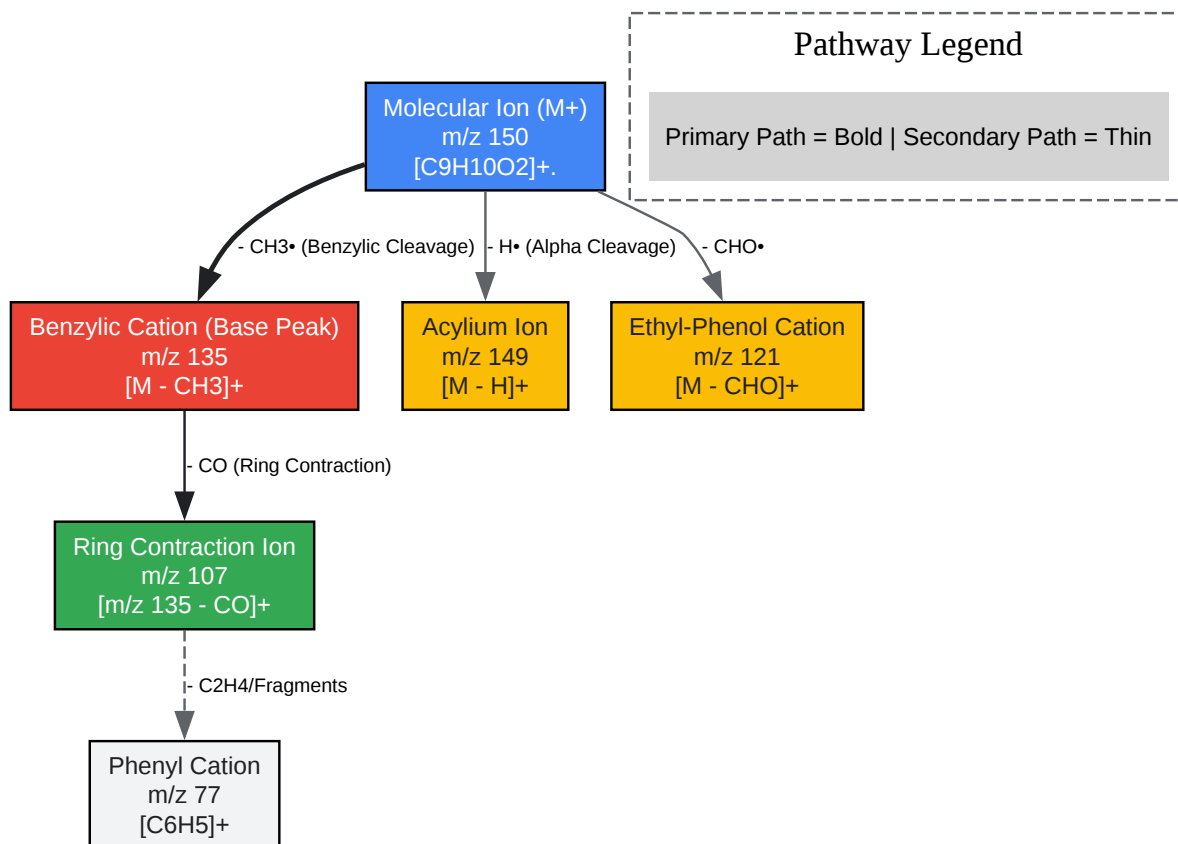 Pathway Legend
Primary Path = Bold | Secondary Path = Thin
Molecular Ion (M+)
m/z 150
[C9H10O2]+.
- CH3• (Benzylic Cleavage)
- H• (Alpha Cleavage)
- CHO•
Benzylic Cation (Base Peak)
m/z 135
[M - CH3]+
Acylium Ion
m/z 149
[M - H]+
Ethyl-Phenol Cation
m/z 121
[M - CHO]+
- CO (Ring Contraction)
Ring Contraction Ion
m/z 107
[m/z 135 - CO]+
- C2H4/Fragments
Phenyl Cation
m/z 77
[C6H5]+